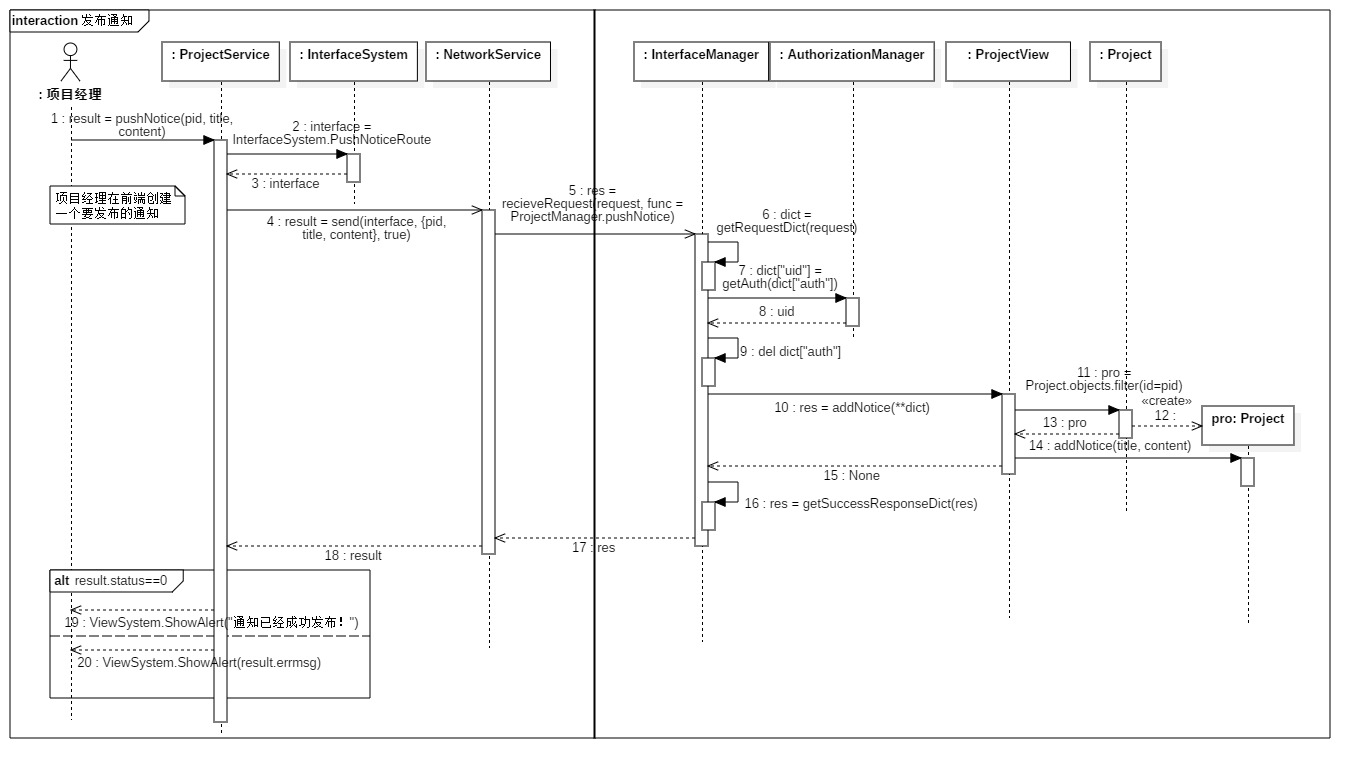 interaction 发布通知
: 项目经理
: ProjectService
: InterfaceSystem
: NetworkService
: InterfaceManager
: AuthorizationManager
: ProjectView
: Project
1 : result = pushNotice(pid, title,
content)
2 : interface =
InterfaceSystem.PushNoticeRoute
3 : interface
项目经理在前端创建
一个要发布的通知
4 : result = send(interface, {pid,
title, content}, true)
5 : res =
recieveRequest(request, func =
ProjectManager.pushNotice)
6 : dict =
getRequestDict(request)
7 : dict["uid"] =
getAuth(dict["auth"])
8 : uid
9 : del dict["auth"]
10 : res = addNotice(**dict)
11 : pro =
Project.objects.filter(id=pid)
«create»
12 :
pro: Project
13 : pro
14 : addNotice(title, content)
15 : None
16 : res = getSuccessResponseDict(res)
17 : res
18 : result
alt result.status==0
19 : ViewSystem.ShowAlert("通知已经成功发布！")
20 : ViewSystem.ShowAlert(result.errmsg)